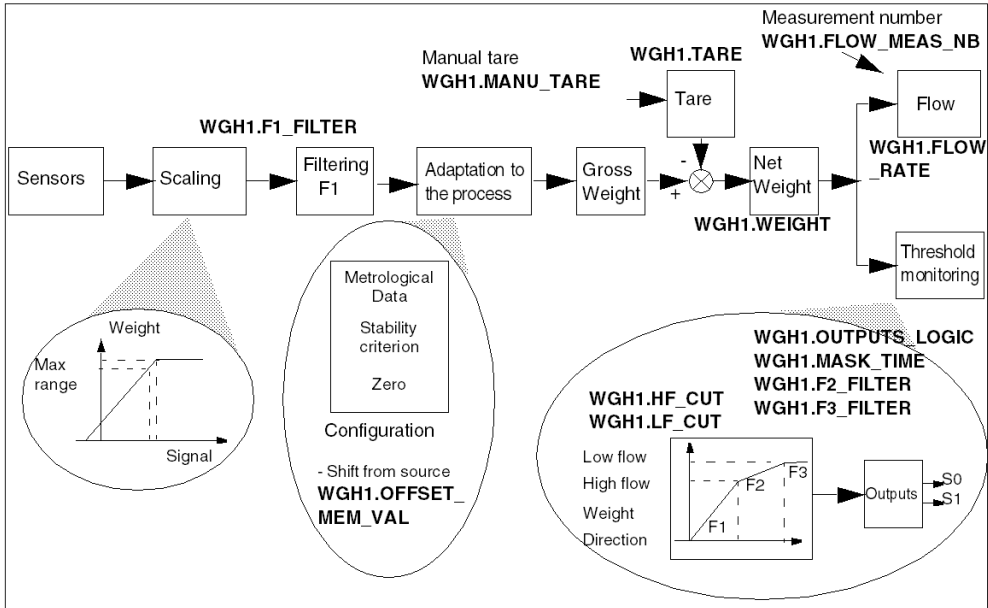 Measurement number
WGH1.FLOW_MEAS_NB
Manual tare
WGH1.MANU_TARE
WGH1.TARE
Tare
Flow
WGH1.FLOW
_RATE
WGH1.F1_FILTER
Sensors
Scaling
Filtering
F1
Adaptation to
the process
Gross
Weight
-
+
Net
Weight
WGH1.WEIGHT
Threshold
monitoring
Weight
Max
range
Signal
Metrological
Data
Stability
criterion
Zero
Configuration
- Shift from source
WGH1.OFFSET_
MEM_VAL
WGH1.OUTPUTS_LOGIC
WGH1.MASK_TIME
WGH1.F2_FILTER
WGH1.F3_FILTER
WGH1.HF_CUT
WGH1.LF_CUT
Low flow
High flow
Weight
Direction
F1
F2
F3
Outputs
S0
S1